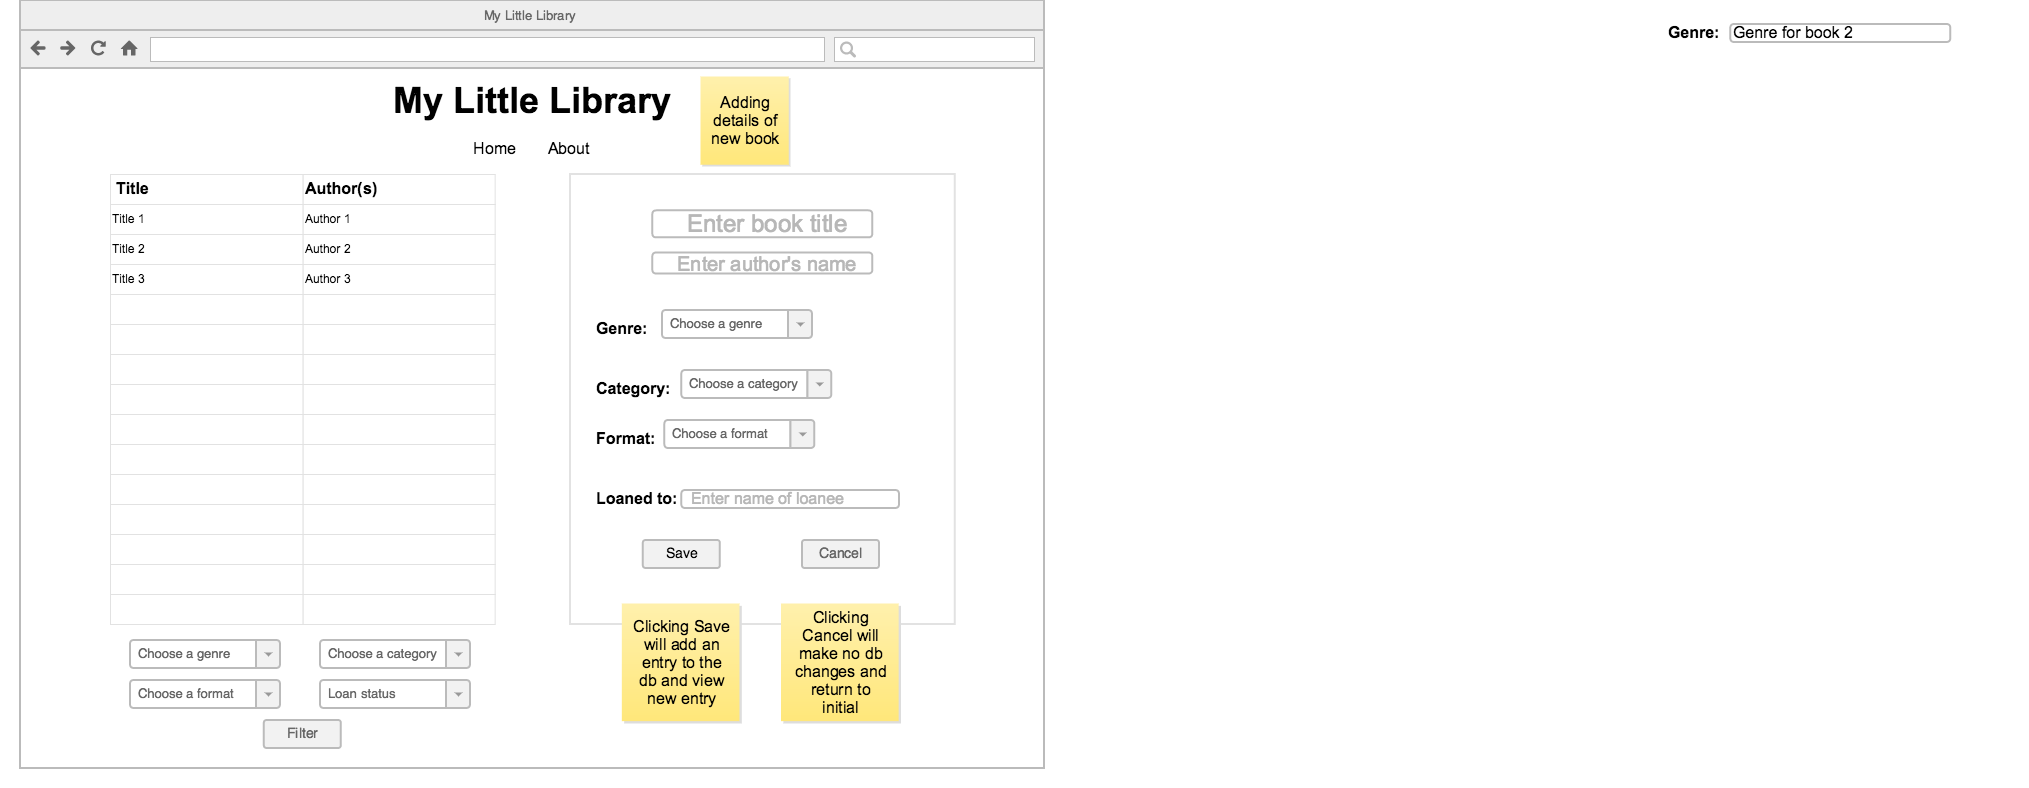 My Little Library
Genre: Genre for book 2
My Little Library
Adding
details of
new book
Home About
Title Author(s)
Title 1 Author 1
Title 2 Author 2
Title 3 Author 3
Enter book title
Enter author's name
Genre: Choose a genre
Category: Choose a category
Format: Choose a format
Loaned to: Enter name of loanee
Save Cancel
Clicking Save
will add an
entry to the
db and view
new entry
Clicking
Cancel will
make no db
changes and
return to
initial
Choose a genre Choose a category
Choose a format Loan status
Filter